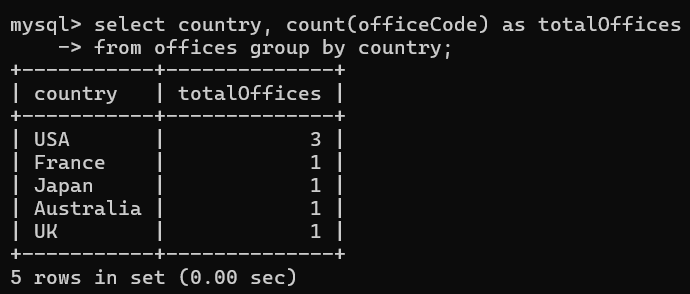 mysql> select country, count(officeCode) as totalOffices
    -> from offices group by country;
+-----------+--------------+
| country   | totalOffices |
+-----------+--------------+
| USA       |            3 |
| France    |            1 |
| Japan     |            1 |
| Australia |            1 |
| UK        |            1 |
+-----------+--------------+
5 rows in set (0.00 sec)